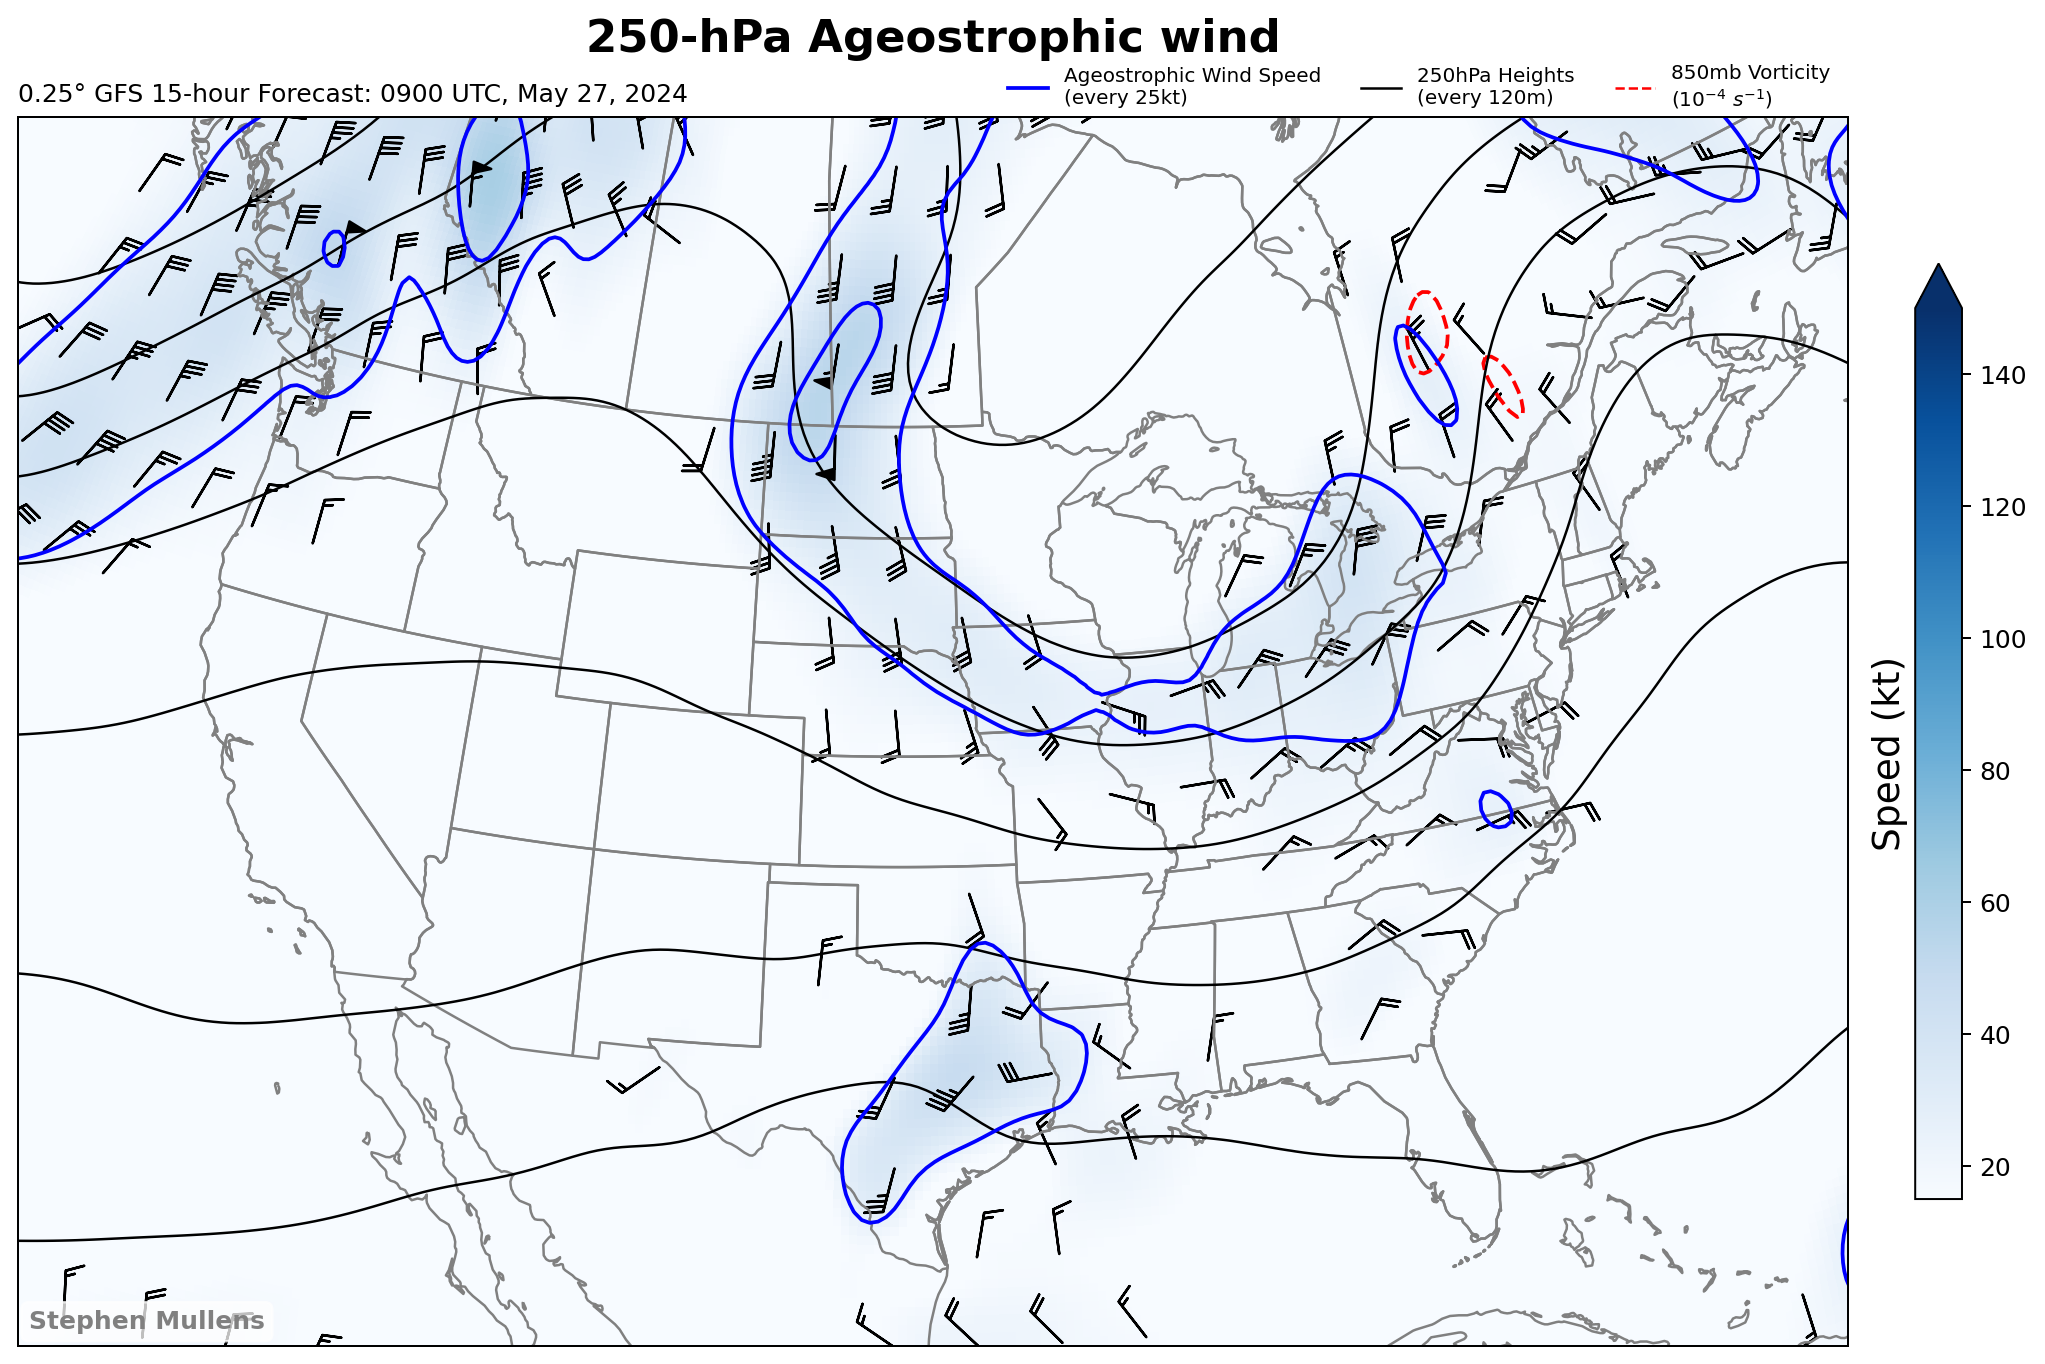 250-hPa Ageostrophic wind
0.25° GFS 15-hour Forecast: 0900 UTC, May 27, 2024
Ageostrophic Wind Speed
(every 25kt)
250hPa Heights
(every 120m)
850mb Vorticity
(10⁻⁴ s⁻¹)
140
120
100
80
60
40
20
Speed (kt)
Stephen Mullens